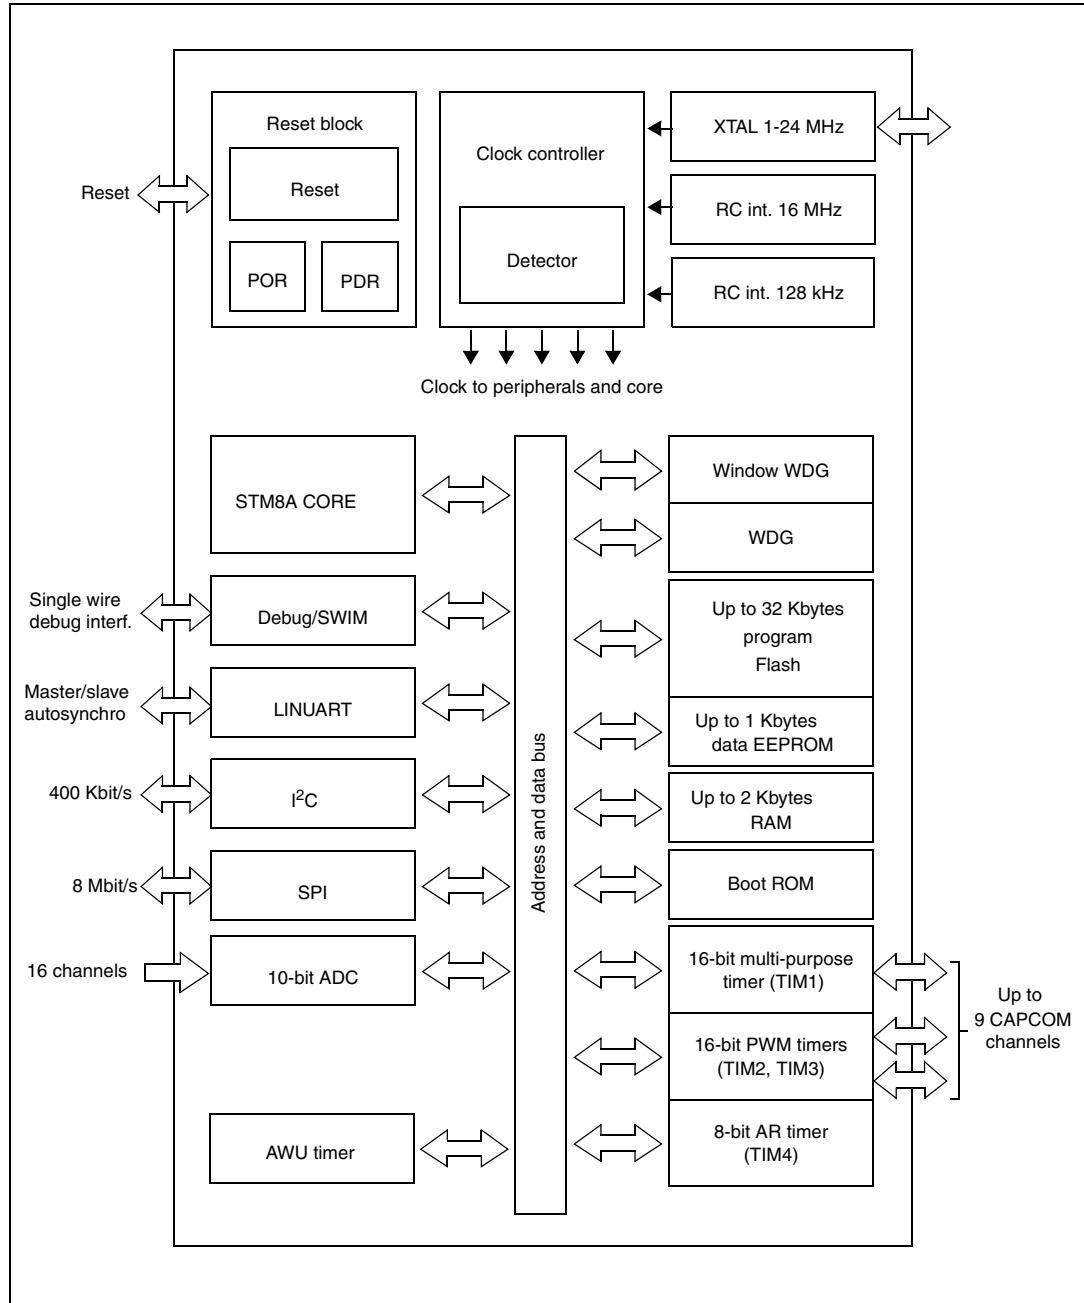 Reset block
Reset
POR
PDR
Reset
Clock controller
Detector
XTAL 1-24 MHz
RC int. 16 MHz
RC int. 128 kHz
Clock to peripherals and core
STM8A CORE
Single wire
debug interf.
Debug/SWIM
Master/slave
autosynchro
LINUART
400 Kbit/s
I²C
8 Mbit/s
SPI
16 channels
10-bit ADC
AWU timer
Address and data bus
Window WDG
WDG
Up to 32 Kbytes
program
Flash
Up to 1 Kbytes
data EEPROM
Up to 2 Kbytes
RAM
Boot ROM
16-bit multi-purpose
timer (TIM1)
16-bit PWM timers
(TIM2, TIM3)
8-bit AR timer
(TIM4)
Up to
9 CAPCOM
channels